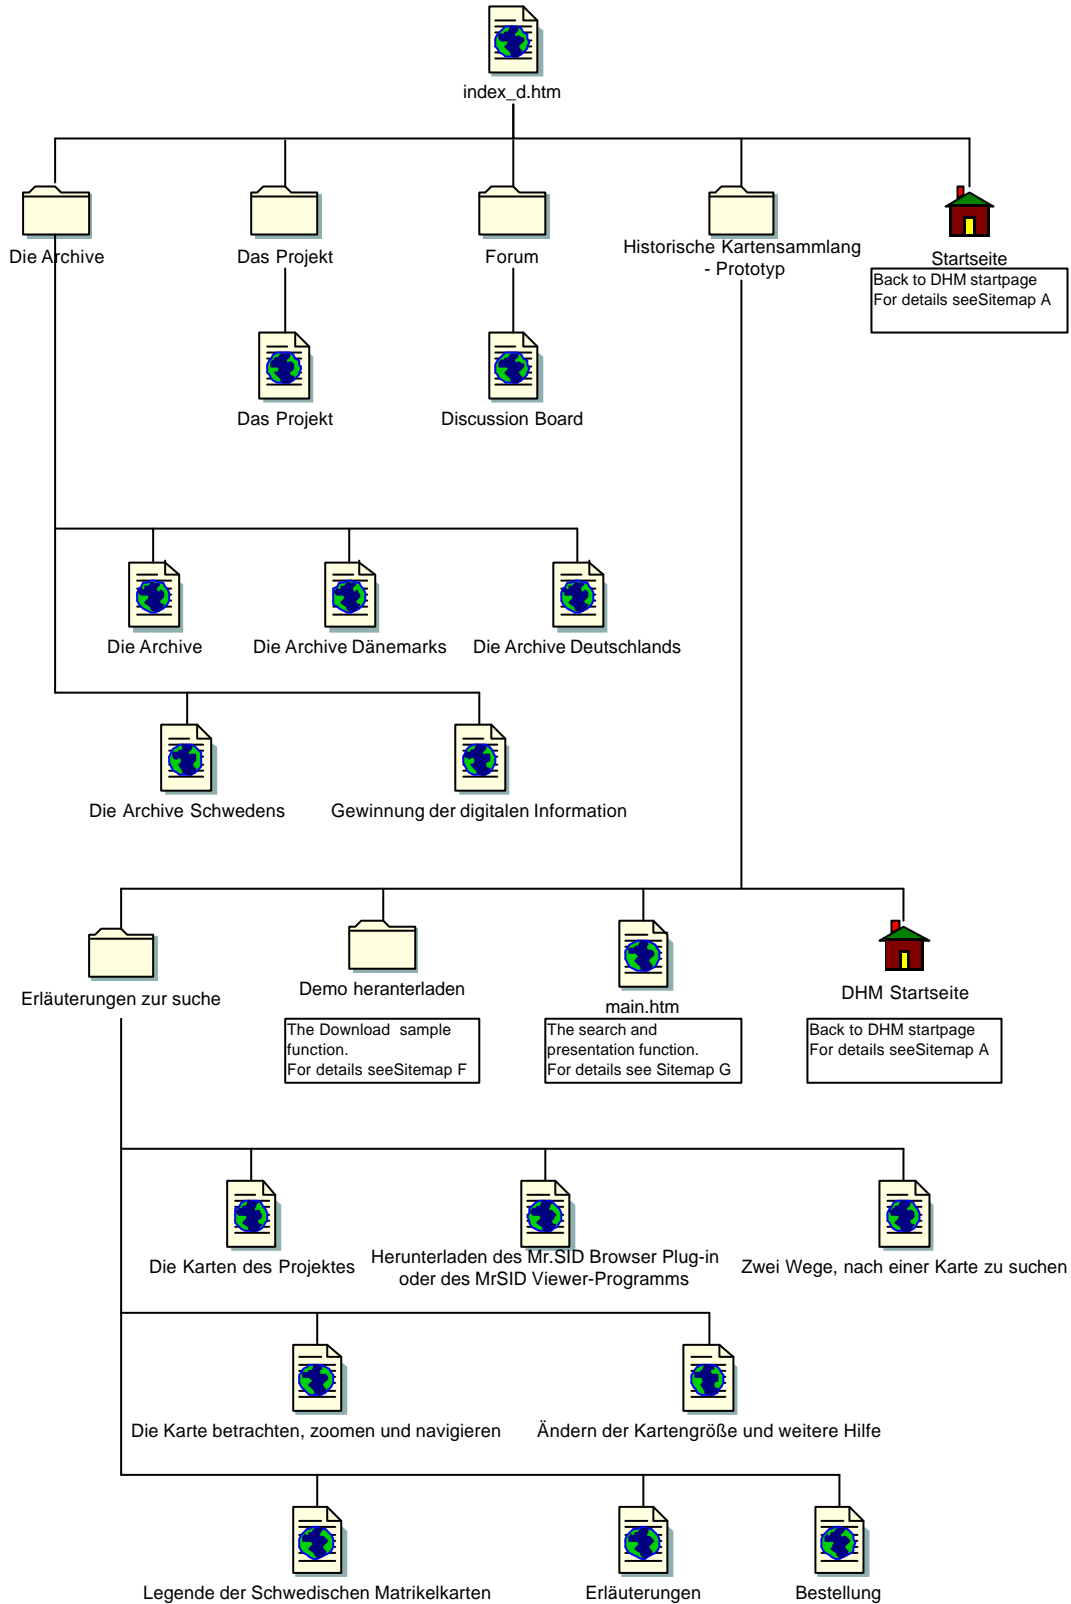 index_d.htm
Die Archive
Das Projekt
Forum
Historische Kartensammlang
- Prototyp
Startseite
Back to DHM startpage
For details seeSitemap A
Das Projekt
Discussion Board
Die Archive
Die Archive Dänemarks
Die Archive Deutschlands
Die Archive Schwedens
Gewinnung der digitalen Information
Erläuterungen zur suche
Demo heranterladen
main.htm
DHM Startseite
The Download sample
function.
For details seeSitemap F
The search and
presentation function.
For details see Sitemap G
Back to DHM startpage
For details seeSitemap A
Die Karten des Projektes
Herunterladen des Mr.SID Browser Plug-in
oder des MrSID Viewer-Programms
Zwei Wege, nach einer Karte zu suchen
Die Karte betrachten, zoomen und navigieren
Ändern der Kartengröße und weitere Hilfe
Legende der Schwedischen Matrikelkarten
Erläuterungen
Bestellung